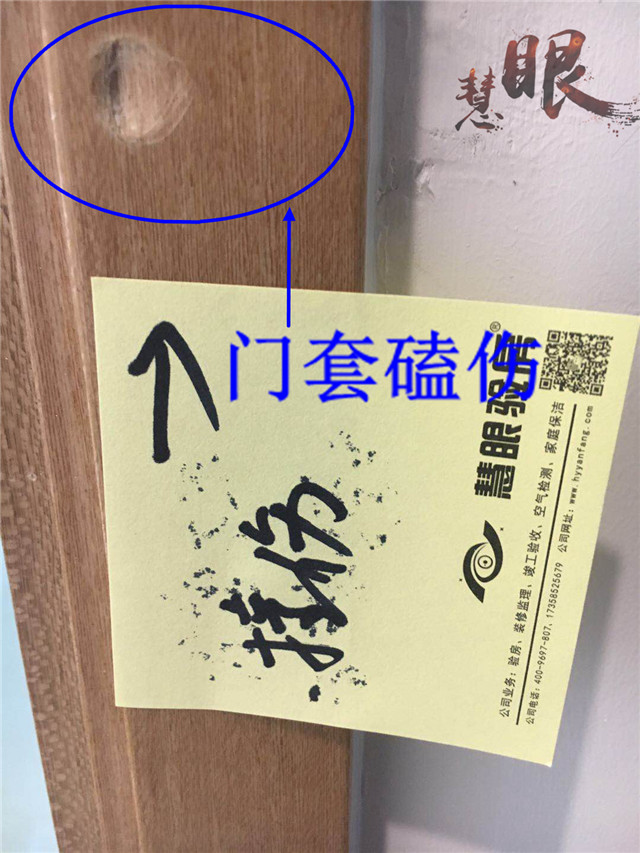 慧眼
门套磕伤
撞伤
慧眼验房®
公司业务：验房、装修监理、竣工验收、空气检测、家庭保洁
公司电话：400-9697-807、17358525679 公司网址：www.hyyanfang.com